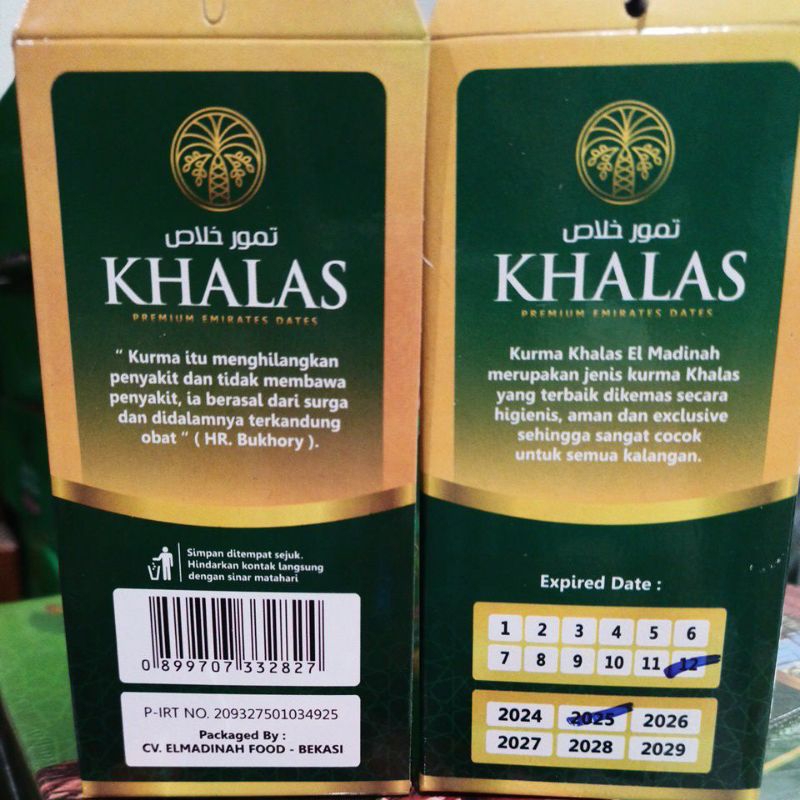 تمور خلاص
KHALAS
PREMIUM EMIRATES DATES
“ Kurma itu menghilangkan
penyakit dan tidak membawa
penyakit, ia berasal dari surga
dan didalamnya terkandung
obat “ ( HR. Bukhory ).
Simpan ditempat sejuk.
Hindarkan kontak langsung
dengan sinar matahari
0 899707 332827
P-IRT NO. 209327501034925
Packaged By :
CV. ELMADINAH FOOD - BEKASI
تمور خلاص
KHALAS
PREMIUM EMIRATES DATES
Kurma Khalas El Madinah
merupakan jenis kurma Khalas
yang terbaik dikemas secara
higienis, aman dan exclusive
sehingga sangat cocok
untuk semua kalangan.
Expired Date :
1 2 3 4 5 6
7 8 9 10 11 12
2024 2025 2026
2027 2028 2029